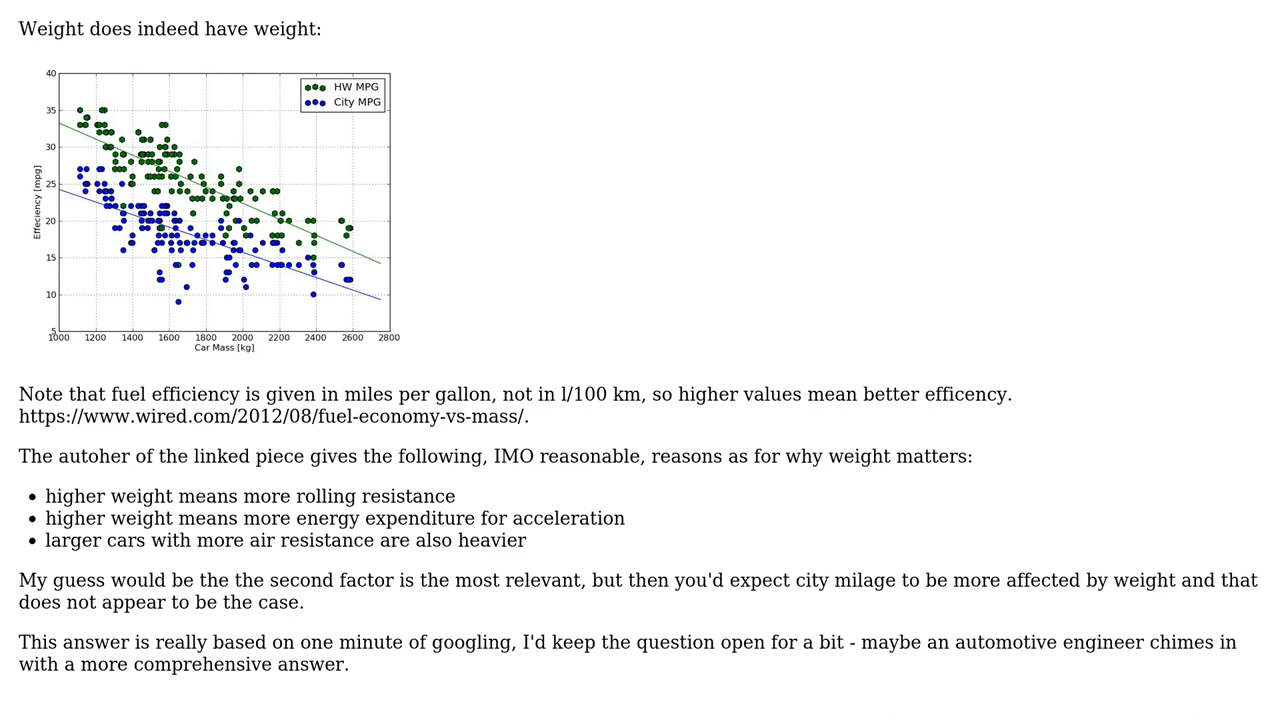 Weight does indeed have weight:
40
35
30
25
20
15
10
5
HW MPG
City MPG
Effeciency [mpg]
1000 1200 1400 1600 1800 2000 2200 2400 2600 2800
Car Mass [kg]
Note that fuel efficiency is given in miles per gallon, not in l/100 km, so higher values mean better efficency.
https://www.wired.com/2012/08/fuel-economy-vs-mass/.
The autoher of the linked piece gives the following, IMO reasonable, reasons as for why weight matters:
• higher weight means more rolling resistance
• higher weight means more energy expenditure for acceleration
• larger cars with more air resistance are also heavier
My guess would be the the second factor is the most relevant, but then you'd expect city milage to be more affected by weight and that
does not appear to be the case.
This answer is really based on one minute of googling, I'd keep the question open for a bit - maybe an automotive engineer chimes in
with a more comprehensive answer.